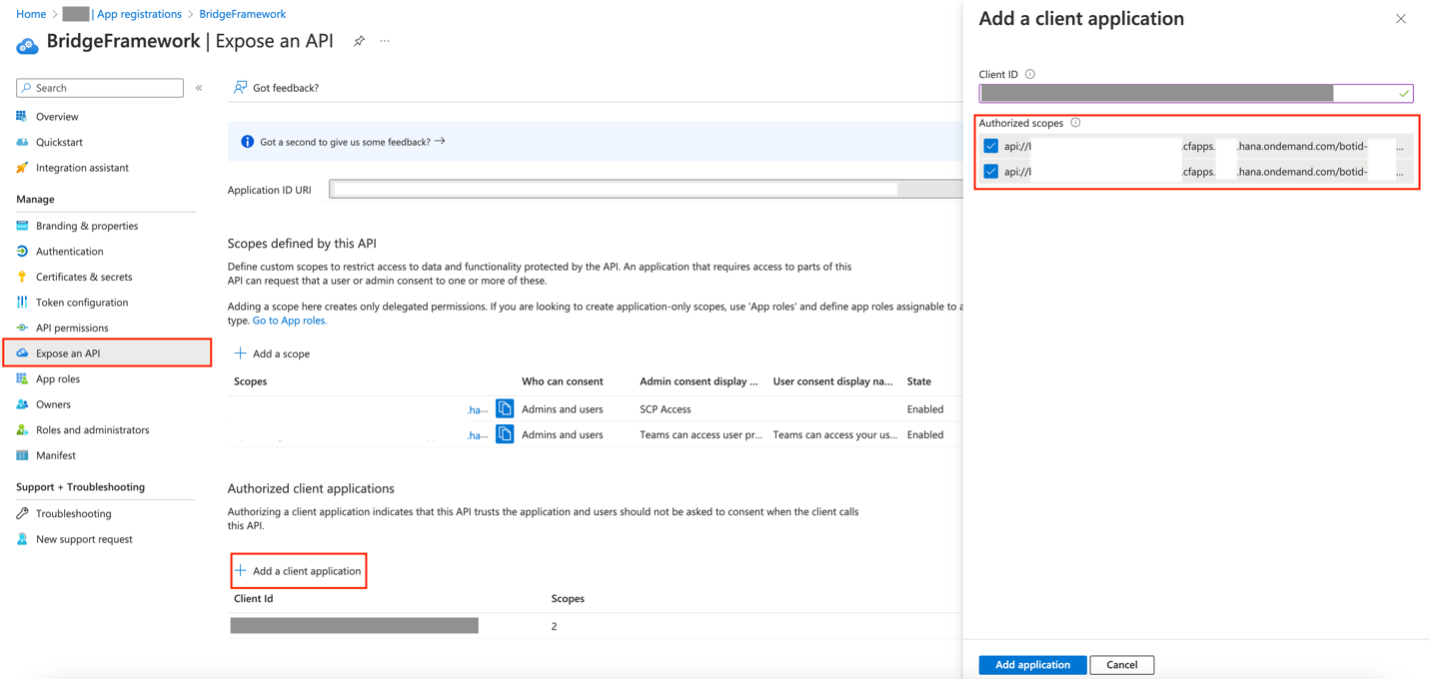 Home > | App registrations > BridgeFramework
BridgeFramework | Expose an API
Search
Overview
Quickstart
Integration assistant
Manage
Branding & properties
Authentication
Certificates & secrets
Token configuration
API permissions
Expose an API
App roles
Owners
Roles and administrators
Manifest
Support + Troubleshooting
Troubleshooting
New support request
Got feedback?
Got a second to give us some feedback? →
Application ID URI
Scopes defined by this API
Define custom scopes to restrict access to data and functionality protected by the API. An application that requires access to parts of this
API can request that a user or admin consent to one or more of these.
Adding a scope here creates only delegated permissions. If you are looking to create application-only scopes, use 'App roles' and define app roles assignable to a
type. Go to App roles.
Add a scope
Scopes Who can consent Admin consent display ... User consent display na... State
.ha... Admins and users SCP Access Enabled
.ha... Admins and users Teams can access user pr... Teams can access your us... Enabled
Authorized client applications
Authorizing a client application indicates that this API trusts the application and users should not be asked to consent when the client calls
this API.
Add a client application
Client Id Scopes
2
Add a client application
Client ID
Authorized scopes
api:// .cfapps. .hana.ondemand.com/botid- ...
api:// .cfapps. .hana.ondemand.com/botid- ...
Add application Cancel